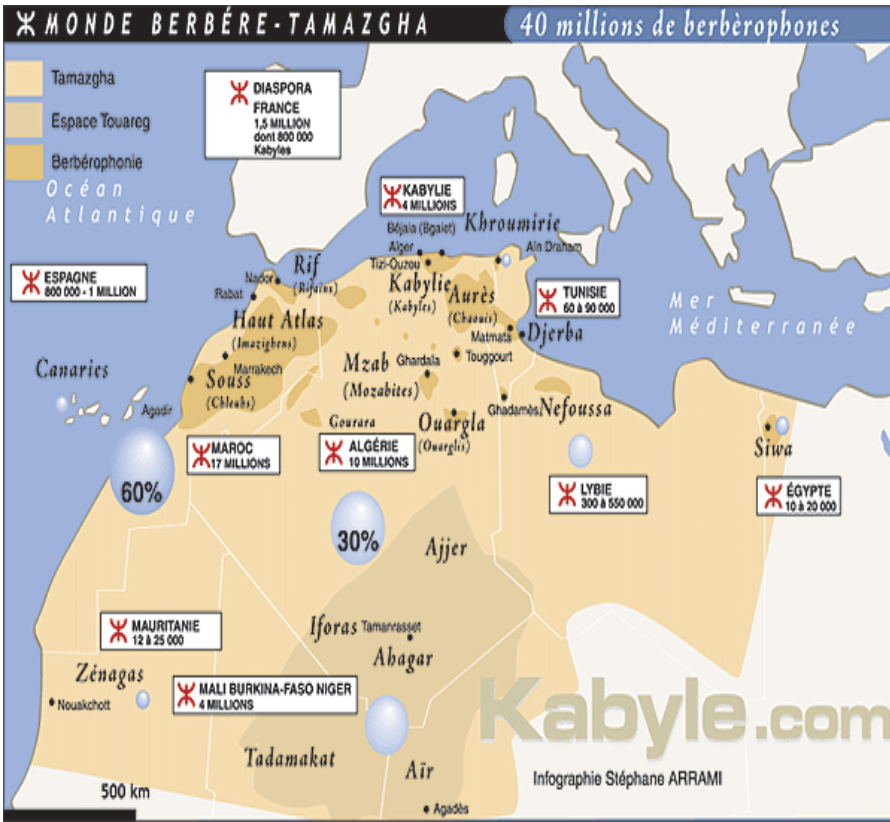 ⵣ MONDE BERBÉRE-TAMAZGHA
40 millions de berbèrophones
Tamazgha
Espace Touareg
Berbérophonie
Océan
Atlantique
ⵣ DIASPORA
FRANCE
1,5 MILLION
dont 800 000
Kabyles
ⵣ KABYLIE
4 MILLIONS
Khroumirie
Béjaia (Bgaiet)
Alger
Tizi-Ouzou
Aïn Draham
ⵣ ESPAGNE
800 000 - 1 MILLION
Nador
Rif
(Rifains)
Rabat
Kabylie
(Kabyles)
Aurès
(Chaouis)
ⵣ TUNISIE
60 à 90 000
Mer
Méditerranée
Haut Atlas
(Imazighens)
Matmata
Djerba
Canaries
Marrakech
Souss
(Chleuhs)
Agadir
Mzab
(Mozabites)
Ghardaïa
Touggourt
Gourara
Ouargla
(Ouarglis)
Ghadamès
Nefoussa
Siwa
ⵣ MAROC
17 MILLIONS
ⵣ ALGÉRIE
10 MILLIONS
60%
ⵣ LYBIE
300 à 550 000
ⵣ ÉGYPTE
10 à 20 000
30%
Ajjer
Iforas
Tamanrasset
Ahagar
ⵣ MAURITANIE
12 à 25 000
Zénagas
Nouakchott
ⵣ MALI BURKINA-FASO NIGER
4 MILLIONS
Kabyle.com
Tadamakat
Aïr
Infographie Stéphane ARRAMI
500 km
Agadès